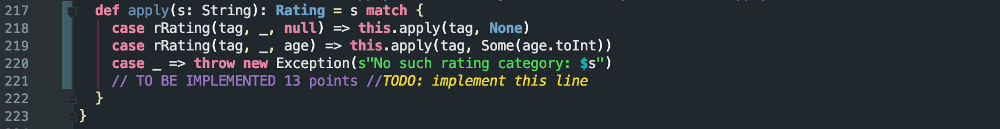 217 def apply(s: String): Rating = s match {
218 case rRating(tag, _, null) => this.apply(tag, None)
219 case rRating(tag, _, age) => this.apply(tag, Some(age.toInt))
220 case _ => throw new Exception(s"No such rating category: $s")
221 // TO BE IMPLEMENTED 13 points //TODO: implement this line
222 }
223 }